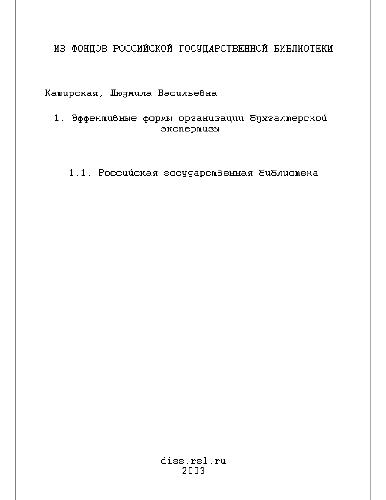 ИЗ ФОНДОВ РОССИЙСКОЙ ГОСУДАРСТВЕННОЙ БИБЛИОТЕКИ
Каширская, Людмила Васильевна
1. Эффективные формы организации бухгалтерской
экспертизы
1.1. Российская государственная библиотека
diss.rsl.ru
2003